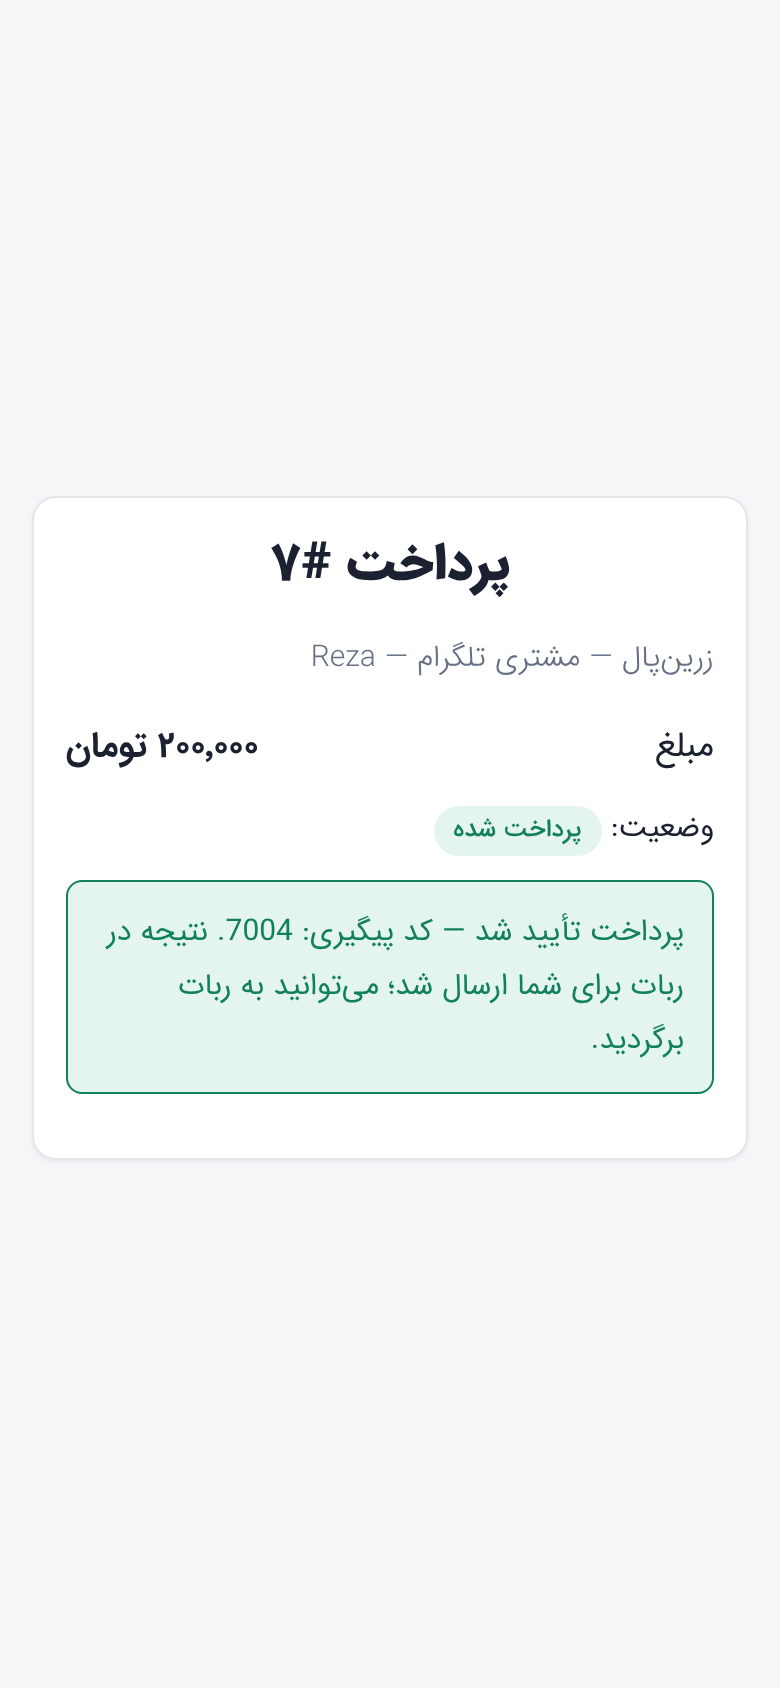 پرداخت #۷
زرین‌پال — مشتری تلگرام — Reza
مبلغ
۲۰۰,۰۰۰ تومان
وضعیت: پرداخت شده
پرداخت تأیید شد — کد پیگیری: 7004. نتیجه در
ربات برای شما ارسال شد؛ می‌توانید به ربات
برگردید.